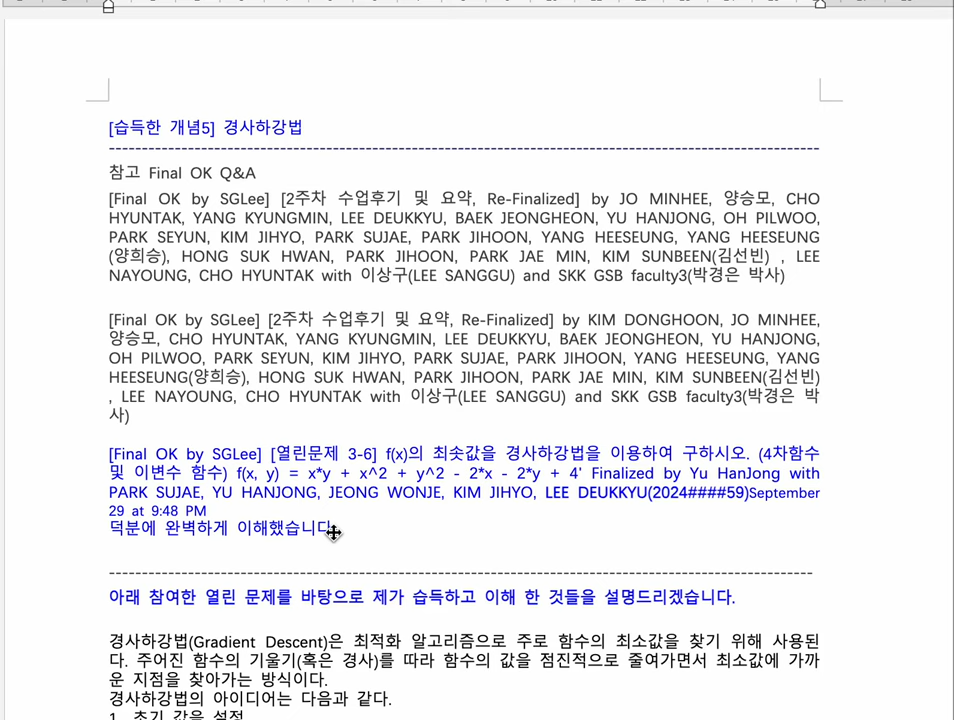 [습득한 개념5] 경사하강법
------------------------------------------------------------------------------------------------------------
참고 Final OK Q&A
[Final OK by SGLee] [2주차 수업후기 및 요약, Re-Finalized] by JO MINHEE, 양승모, CHO
HYUNTAK, YANG KYUNGMIN, LEE DEUKKYU, BAEK JEONGHEON, YU HANJONG, OH PILWOO,
PARK SEYUN, KIM JIHYO, PARK SUJAE, PARK JIHOON, YANG HEESEUNG, YANG HEESEUNG
(양희승), HONG SUK HWAN, PARK JIHOON, PARK JAE MIN, KIM SUNBEEN(김선빈) , LEE
NAYOUNG, CHO HYUNTAK with 이상구(LEE SANGGU) and SKK GSB faculty3(박경은 박사)
[Final OK by SGLee] [2주차 수업후기 및 요약, Re-Finalized] by KIM DONGHOON, JO MINHEE,
양승모, CHO HYUNTAK, YANG KYUNGMIN, LEE DEUKKYU, BAEK JEONGHEON, YU HANJONG,
OH PILWOO, PARK SEYUN, KIM JIHYO, PARK SUJAE, PARK JIHOON, YANG HEESEUNG, YANG
HEESEUNG(양희승), HONG SUK HWAN, PARK JIHOON, PARK JAE MIN, KIM SUNBEEN(김선빈)
, LEE NAYOUNG, CHO HYUNTAK with 이상구(LEE SANGGU) and SKK GSB faculty3(박경은 박
사)
[Final OK by SGLee] [열린문제 3-6] f(x)의 최솟값을 경사하강법을 이용하여 구하시오. (4차함수
및 이변수 함수) f(x, y) = x*y + x^2 + y^2 - 2*x - 2*y + 4' Finalized by Yu HanJong with
PARK SUJAE, YU HANJONG, JEONG WONJE, KIM JIHYO, LEE DEUKKYU(2024####59)September
29 at 9:48 PM
덕분에 완벽하게 이해했습니다.
-----------------------------------------------------------------------------------------------------------
아래 참여한 열린 문제를 바탕으로 제가 습득하고 이해 한 것들을 설명드리겠습니다.
경사하강법(Gradient Descent)은 최적화 알고리즘으로 주로 함수의 최소값을 찾기 위해 사용된
다. 주어진 함수의 기울기(혹은 경사)를 따라 함수의 값을 점진적으로 줄여가면서 최소값에 가까
운 지점을 찾아가는 방식이다.
경사하강법의 아이디어는 다음과 같다.
1. 초기 값을 설정